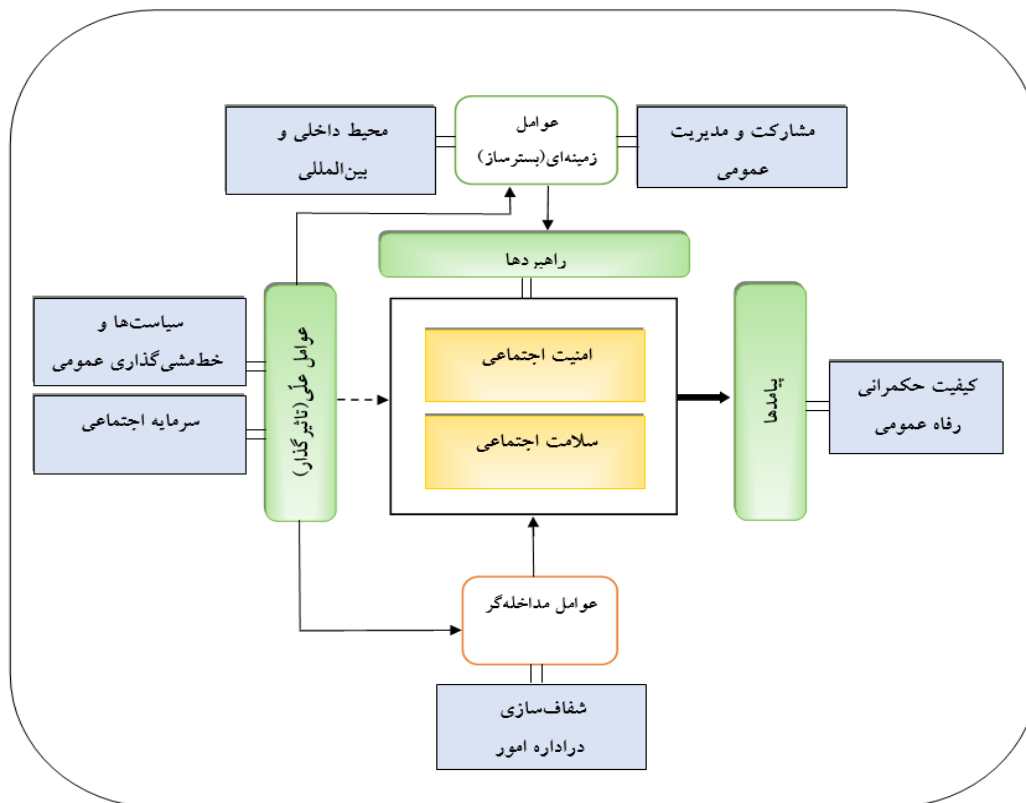 عوامل
زمینه‌ای(بسترساز)
مشارکت و مدیریت
عمومی
محیط داخلی و
بین‌المللی
راهبردها
سیاست‌ها و
خط‌مشی‌گذاری عمومی
سرمایه اجتماعی
عوامل علّی(تاثیرگذار)
امنیت اجتماعی
سلامت اجتماعی
پیامدها
کیفیت حکمرانی
رفاه عمومی
عوامل مداخله‌گر
شفاف‌سازی
دراداره امور